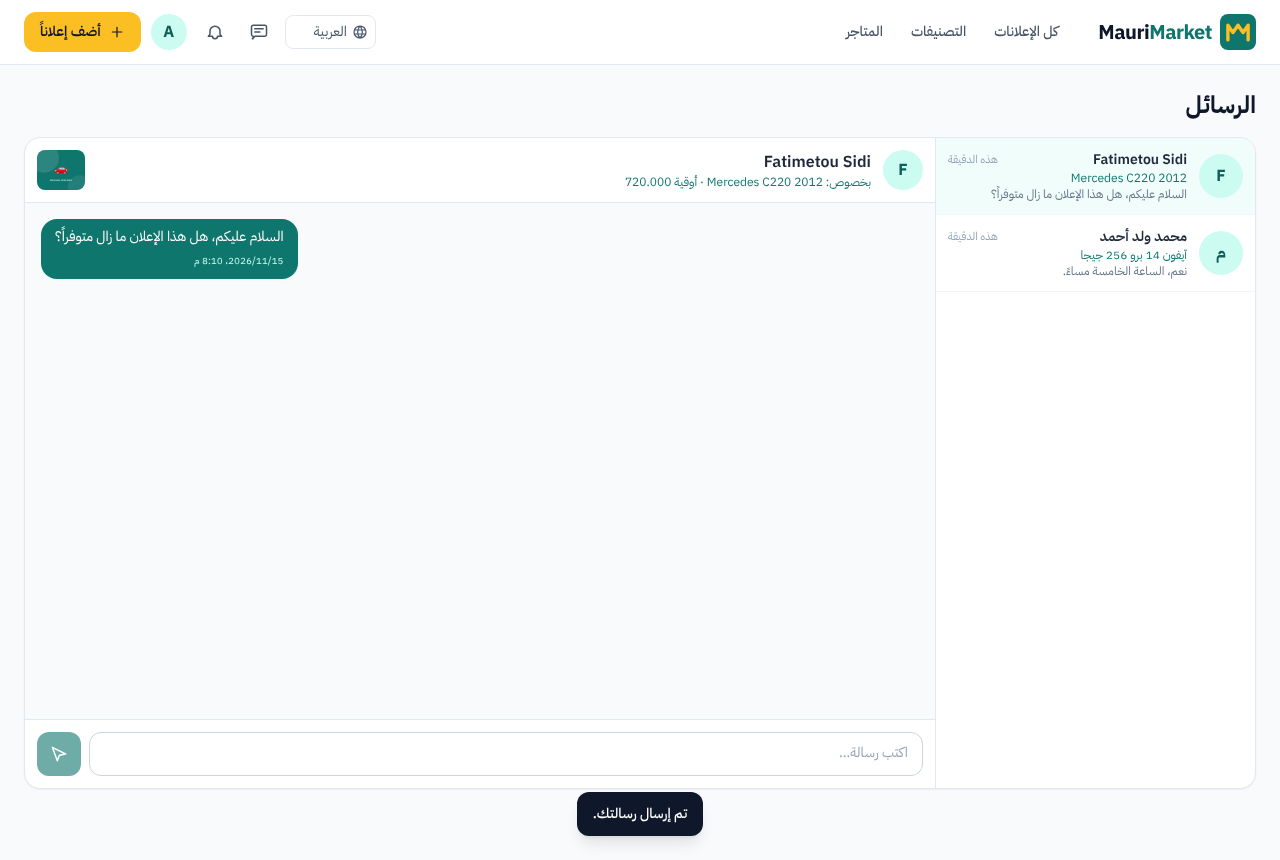 MauriMarket
كل الإعلانات
التصنيفات
المتاجر
العربية
A
أضف إعلاناً
الرسائل
F
Fatimetou Sidi
هذه الدقيقة
Mercedes C220 2012
السلام عليكم، هل هذا الإعلان ما زال متوفراً؟
م
محمد ولد أحمد
هذه الدقيقة
آيفون 14 برو 256 جيجا
نعم، الساعة الخامسة مساءً.
F
Fatimetou Sidi
بخصوص: Mercedes C220 2012 · أوقية 720.000
السلام عليكم، هل هذا الإعلان ما زال متوفراً؟
2026/11/15، 8:10 م
اكتب رسالة...
تم إرسال رسالتك.